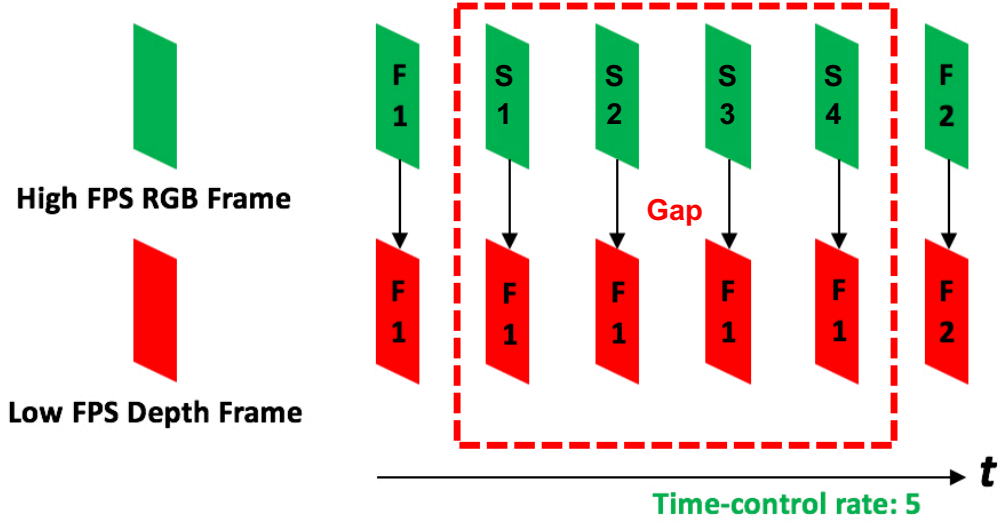 F S S S S F
1 1 2 3 4 2
High FPS RGB Frame
Gap
F F F F F F
1 1 1 1 1 2
Low FPS Depth Frame
t
Time-control rate: 5